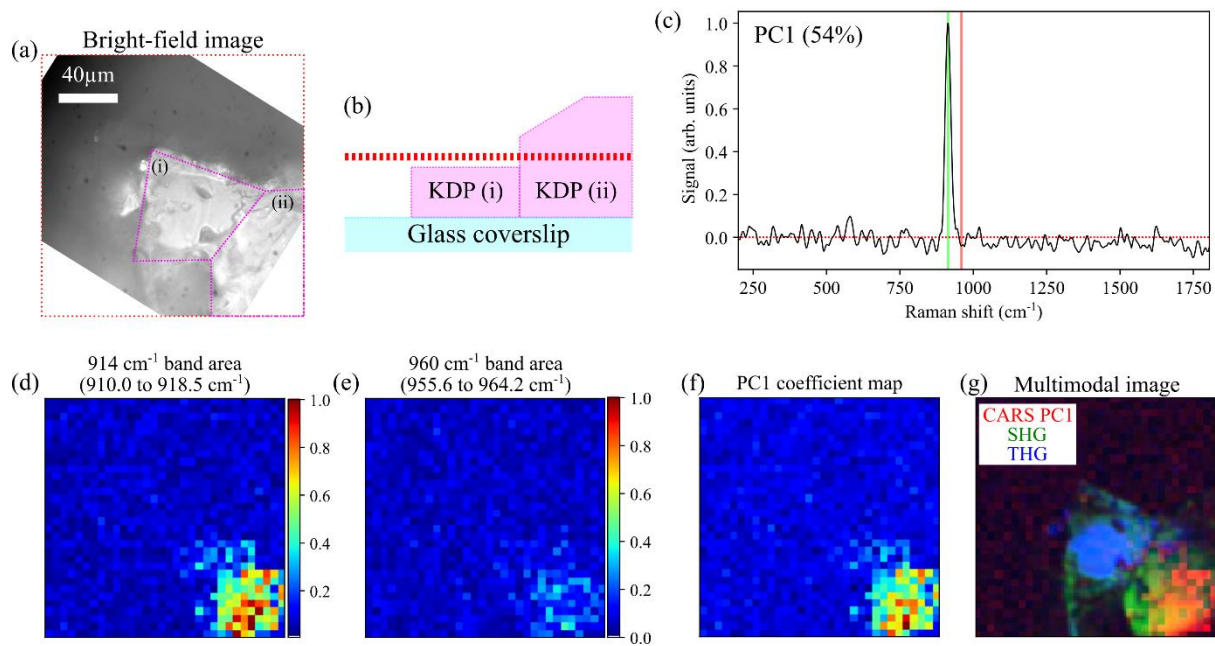 (a)
Bright-field image
40µm
(i)
(ii)
(b)
KDP (i)
KDP (ii)
Glass coverslip
(c)
PC1 (54%)
Signal (arb. units)
1.0
0.8
0.6
0.4
0.2
0.0
250 500 750 1000 1250 1500 1750
Raman shift (cm⁻¹)
(d)
914 cm⁻¹ band area
(910.0 to 918.5 cm⁻¹)
1.0
0.8
0.6
0.4
0.2
(e)
960 cm⁻¹ band area
(955.6 to 964.2 cm⁻¹)
1.0
0.8
0.6
0.4
0.2
0.0
(f)
PC1 coefficient map
(g)
Multimodal image
CARS PC1
SHG
THG